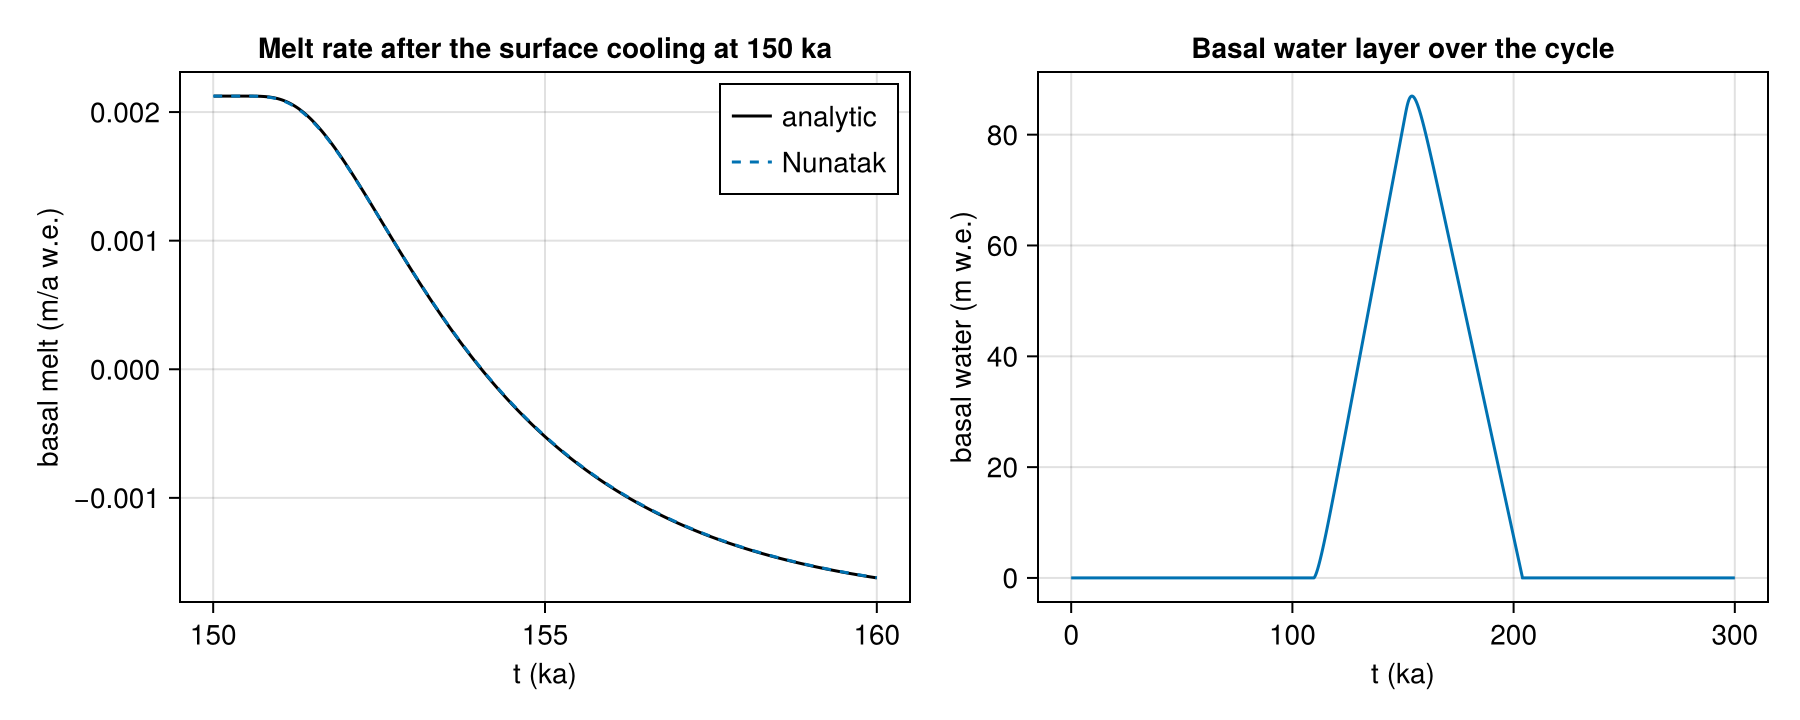 Melt rate after the surface cooling at 150 ka
basal melt (m/a w.e.)
0.002
0.001
0.000
−0.001
analytic
Nunatak
150 155 160
t (ka)
Basal water layer over the cycle
basal water (m w.e.)
80
60
40
20
0
0 100 200 300
t (ka)